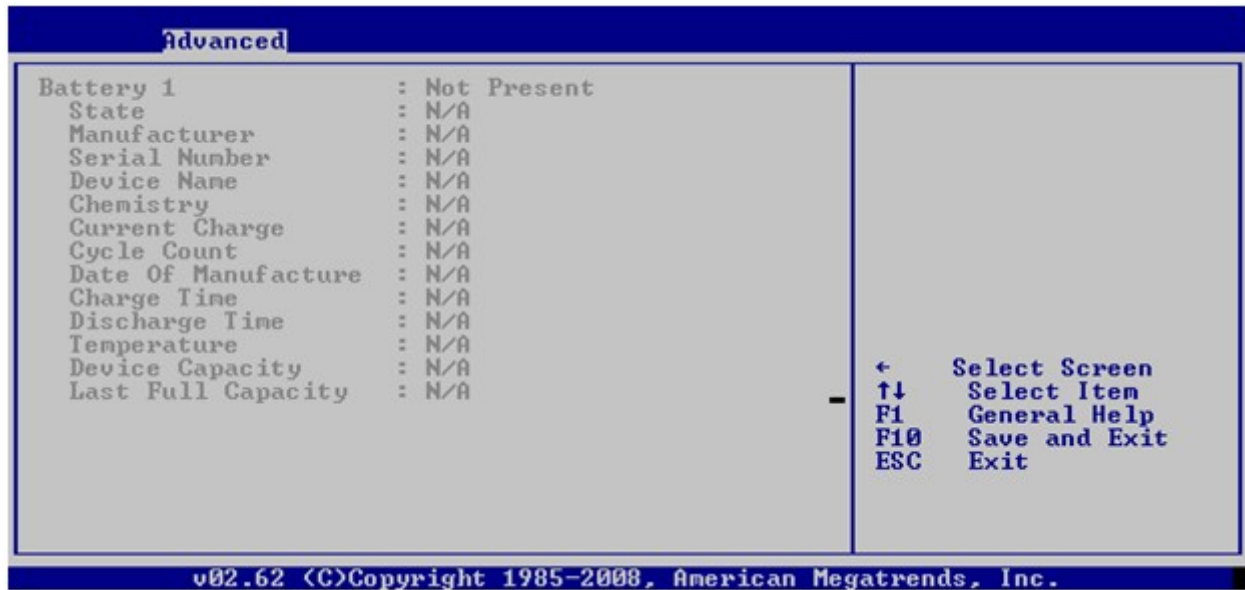 Advanced
Battery 1 : Not Present
State : N/A
Manufacturer : N/A
Serial Number : N/A
Device Name : N/A
Chemistry : N/A
Current Charge : N/A
Cycle Count : N/A
Date Of Manufacture : N/A
Charge Time : N/A
Discharge Time : N/A
Temperature : N/A
Device Capacity : N/A
Last Full Capacity : N/A
← Select Screen
↑↓ Select Item
F1 General Help
F10 Save and Exit
ESC Exit
v02.62 (C)Copyright 1985-2008, American Megatrends, Inc.